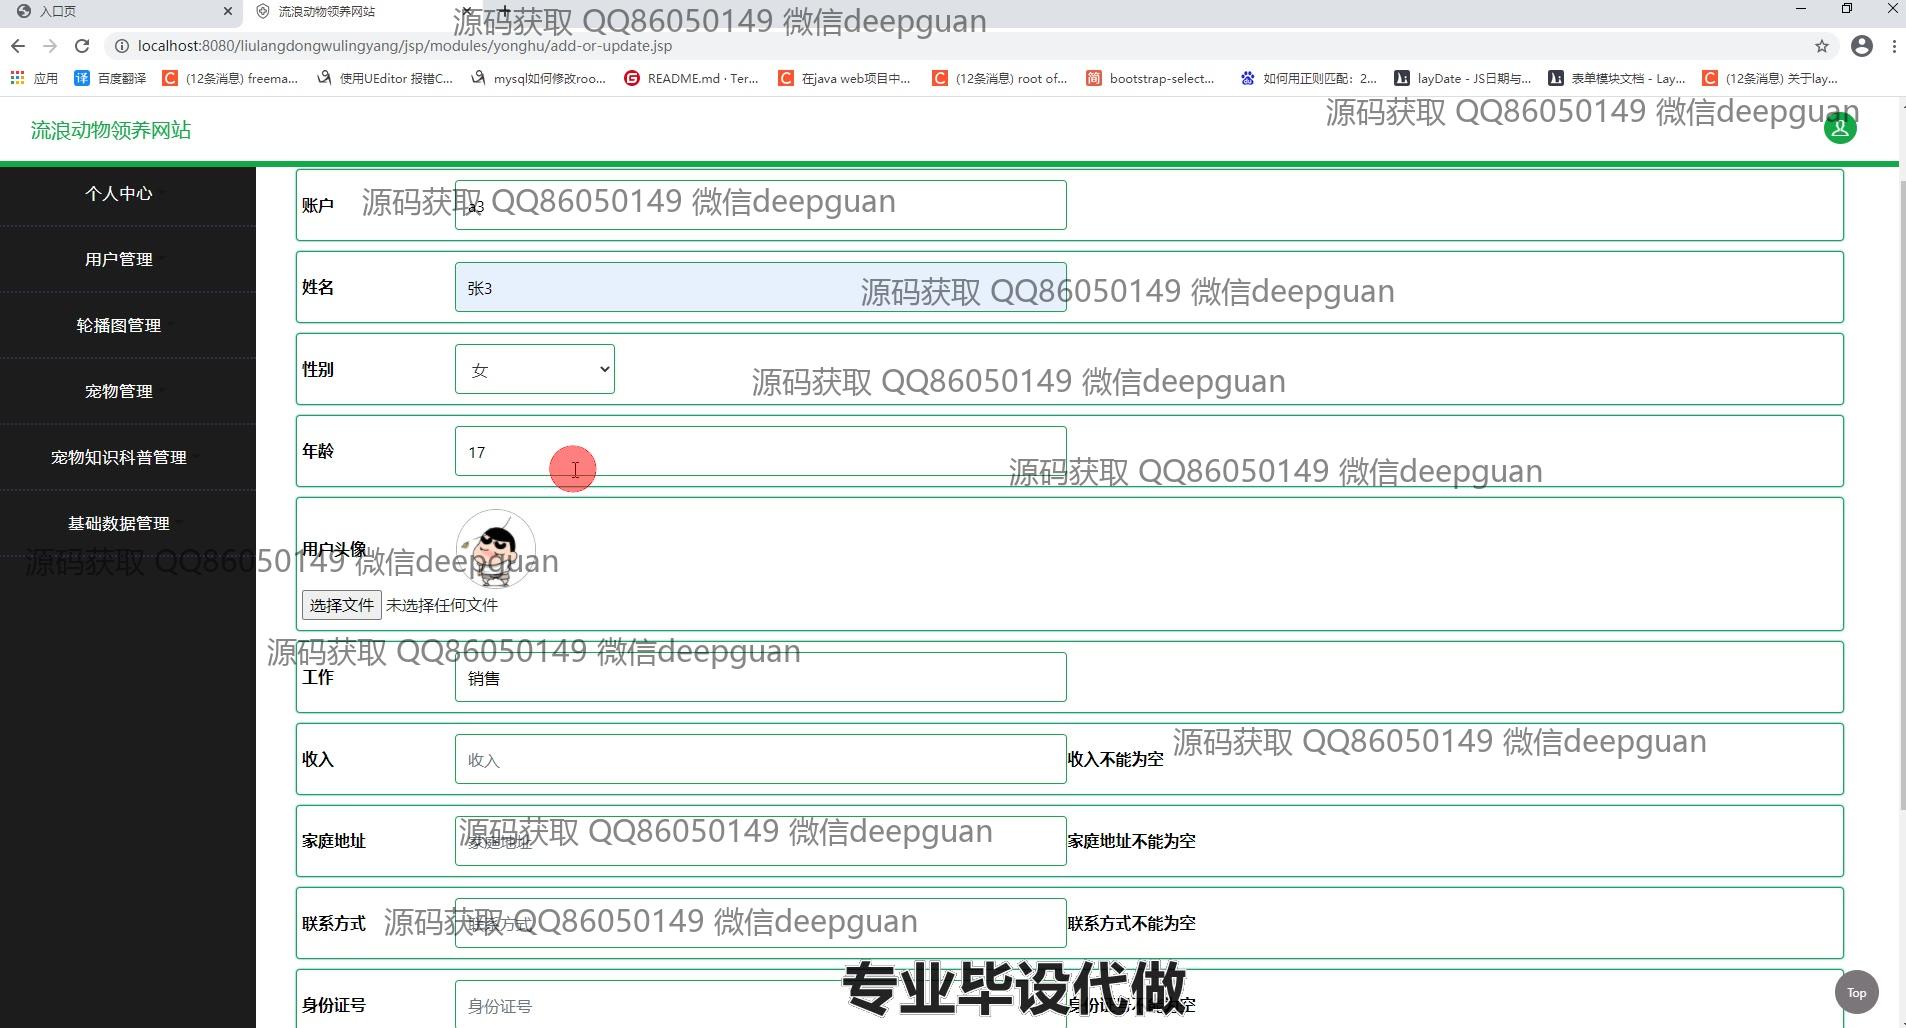 入口页
流浪动物领养网站
源码获取 QQ86050149 微信deepguan
localhost:8080/liulangdongwulingyang/jsp/modules/yonghu/add-or-update.jsp
应用 百度翻译 (12条消息) freema... 使用UEditor 报错C... mysql如何修改roo... README.md · Ter... 在java web项目中... (12条消息) root of... bootstrap-select... 如何用正则匹配：2... layDate - JS日期与... 表单模块文档 - Lay... (12条消息) 关于lay...
源码获取 QQ86050149 微信deepguan
流浪动物领养网站
个人中心
用户管理
轮播图管理
宠物管理
宠物知识科普管理
基础数据管理
账户 a3
源码获取 QQ86050149 微信deepguan
姓名 张3
源码获取 QQ86050149 微信deepguan
性别 女
源码获取 QQ86050149 微信deepguan
年龄 17
源码获取 QQ86050149 微信deepguan
用户头像
源码获取 QQ86050149 微信deepguan
选择文件 未选择任何文件
源码获取 QQ86050149 微信deepguan
工作 销售
源码获取 QQ86050149 微信deepguan
收入 收入 收入不能为空
源码获取 QQ86050149 微信deepguan
家庭地址 家庭地址 家庭地址不能为空
源码获取 QQ86050149 微信deepguan
联系方式 联系方式 联系方式不能为空
专业毕设代做
身份证号 身份证号 身份证号不能为空
Top